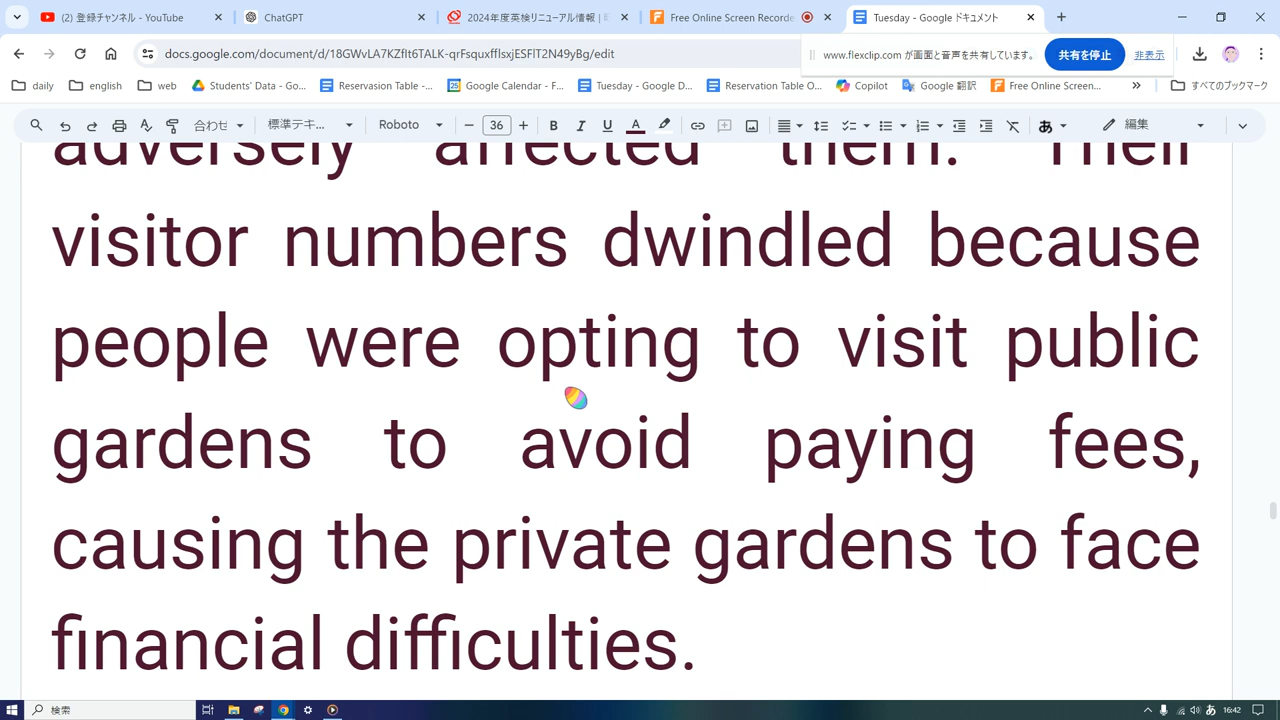 (2) 登録チャンネル - YouTube
ChatGPT
2024年度英検リニューアル情報
Free Online Screen Recorde
Tuesday - Google ドキュメント
docs.google.com/document/d/18GWvLA7KZflt6TALK-grFsquxfflsxjESFlT2N49yBg/edit
www.flexclip.com が画面と音声を共有しています。
共有を停止
非表示
daily
english
web
Students' Data - Go...
Reservation Table -...
Google Calendar - F...
Tuesday - Google D...
Reservation Table O...
Copilot
Google 翻訳
Free Online Screen...
すべてのブックマーク
合わせ
標準テキ...
Roboto
36
編集
adversely affected them. Their
visitor numbers dwindled because
people were opting to visit public
gardens to avoid paying fees,
causing the private gardens to face
financial difficulties.
検索
16:42